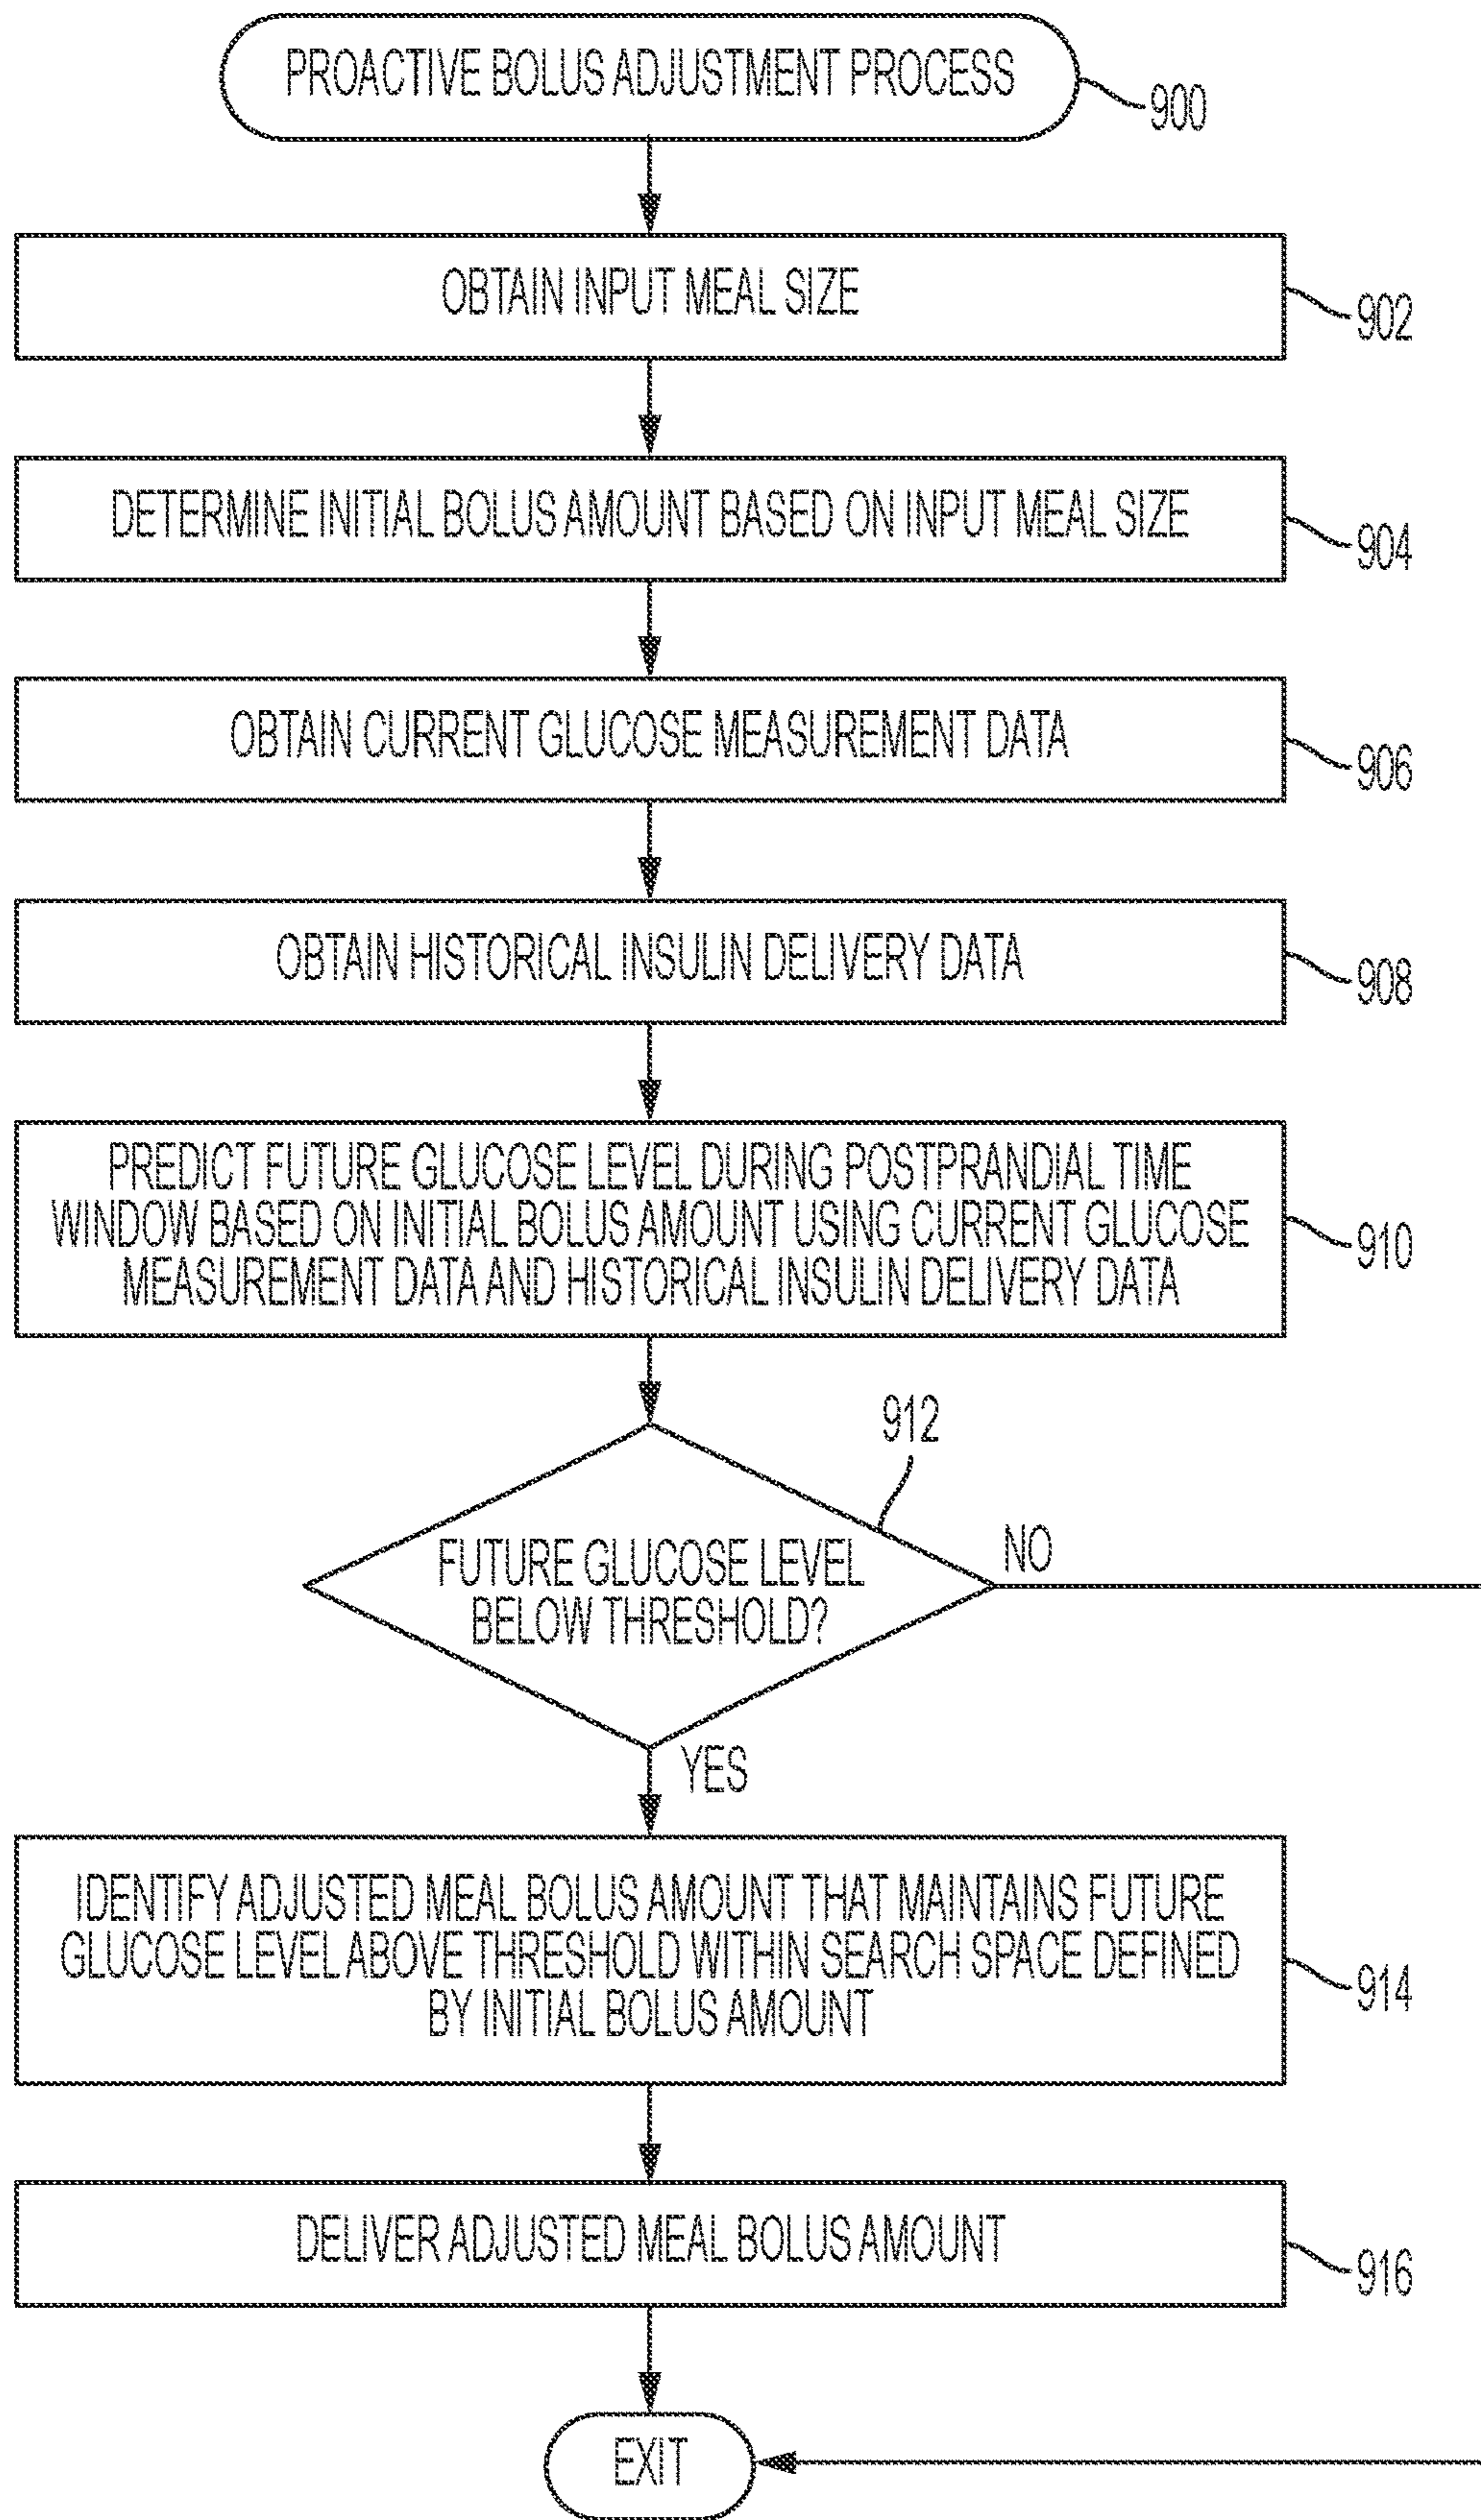 PROACTIVE BOLUS ADJUSTMENT PROCESS
900
OBTAIN INPUT MEAL SIZE
902
DETERMINE INITIAL BOLUS AMOUNT BASED ON INPUT MEAL SIZE
904
OBTAIN CURRENT GLUCOSE MEASUREMENT DATA
906
OBTAIN HISTORICAL INSULIN DELIVERY DATA
908
PREDICT FUTURE GLUCOSE LEVEL DURING POSTPRANDIAL TIME
WINDOW BASED ON INITIAL BOLUS AMOUNT USING CURRENT GLUCOSE
MEASUREMENT DATA AND HISTORICAL INSULIN DELIVERY DATA
910
912
FUTURE GLUCOSE LEVEL
BELOW THRESHOLD?
NO
YES
IDENTIFY ADJUSTED MEAL BOLUS AMOUNT THAT MAINTAINS FUTURE
GLUCOSE LEVEL ABOVE THRESHOLD WITHIN SEARCH SPACE DEFINED
BY INITIAL BOLUS AMOUNT
914
DELIVER ADJUSTED MEAL BOLUS AMOUNT
916
EXIT